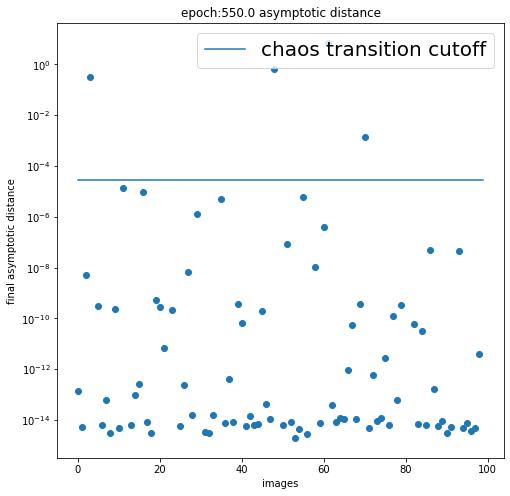 epoch:550.0 asymptotic distance
chaos transition cutoff
final asymptotic distance
10^0
10^-2
10^-4
10^-6
10^-8
10^-10
10^-12
10^-14
0 20 40 60 80 100
images